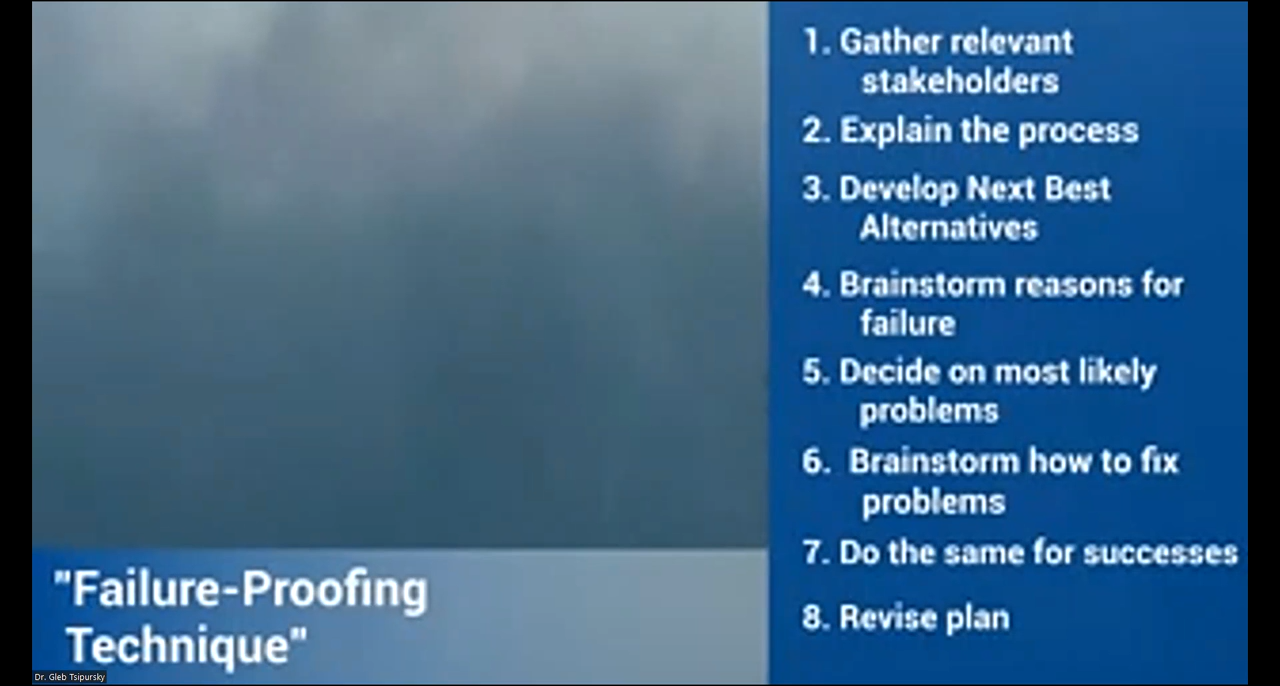 1. Gather relevant
stakeholders
2. Explain the process
3. Develop Next Best
Alternatives
4. Brainstorm reasons for
failure
5. Decide on most likely
problems
6. Brainstorm how to fix
problems
7. Do the same for successes
8. Revise plan
"Failure-Proofing
Technique"
Dr. Gleb Tsipursky